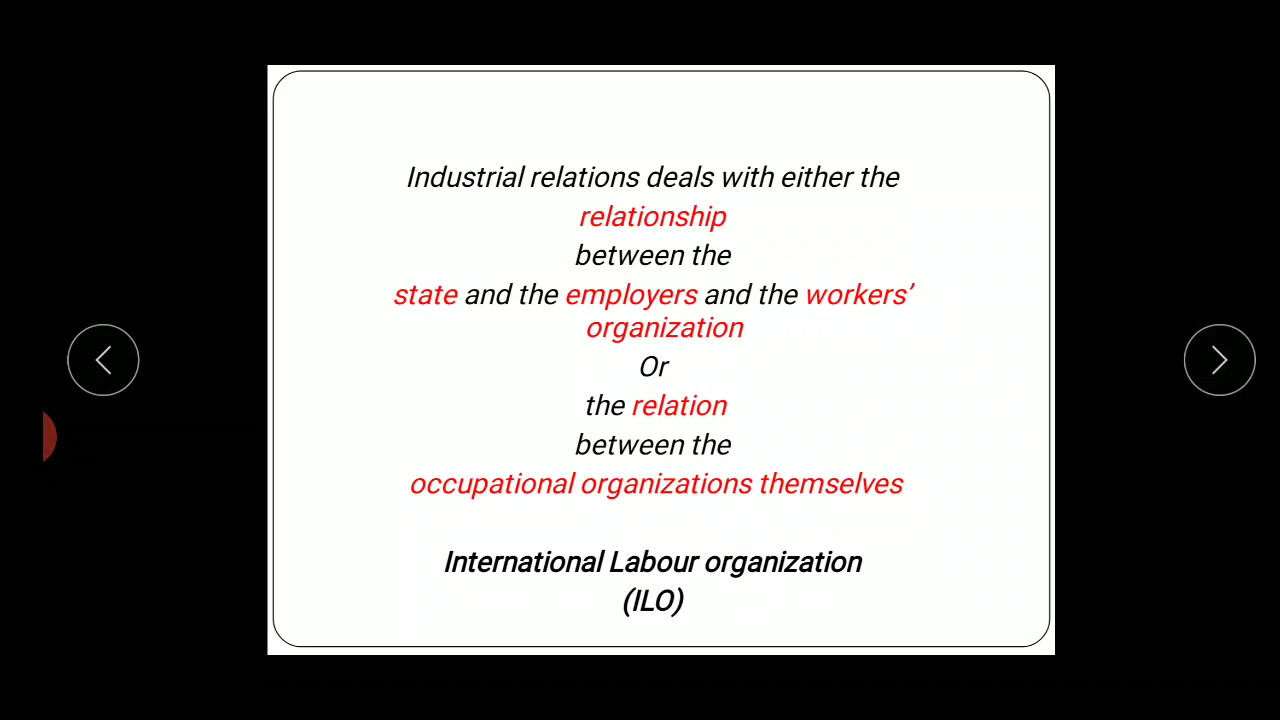 Industrial relations deals with either the
relationship
between the
state and the employers and the workers’
organization
Or
the relation
between the
occupational organizations themselves
International Labour organization
(ILO)